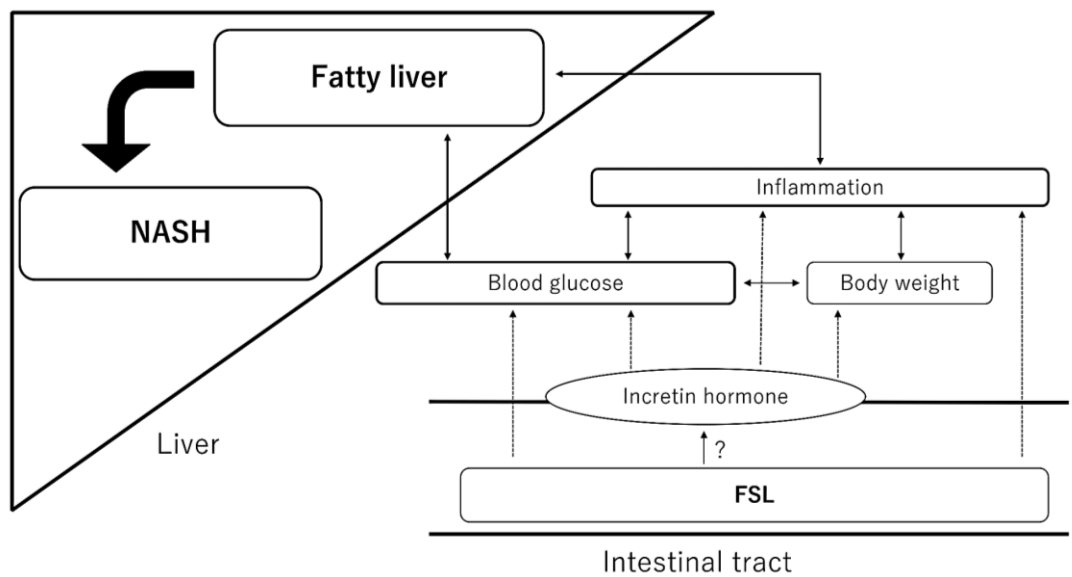 Fatty liver
NASH
Inflammation
Blood glucose
Body weight
Incretin hormone
Liver
?
FSL
Intestinal tract